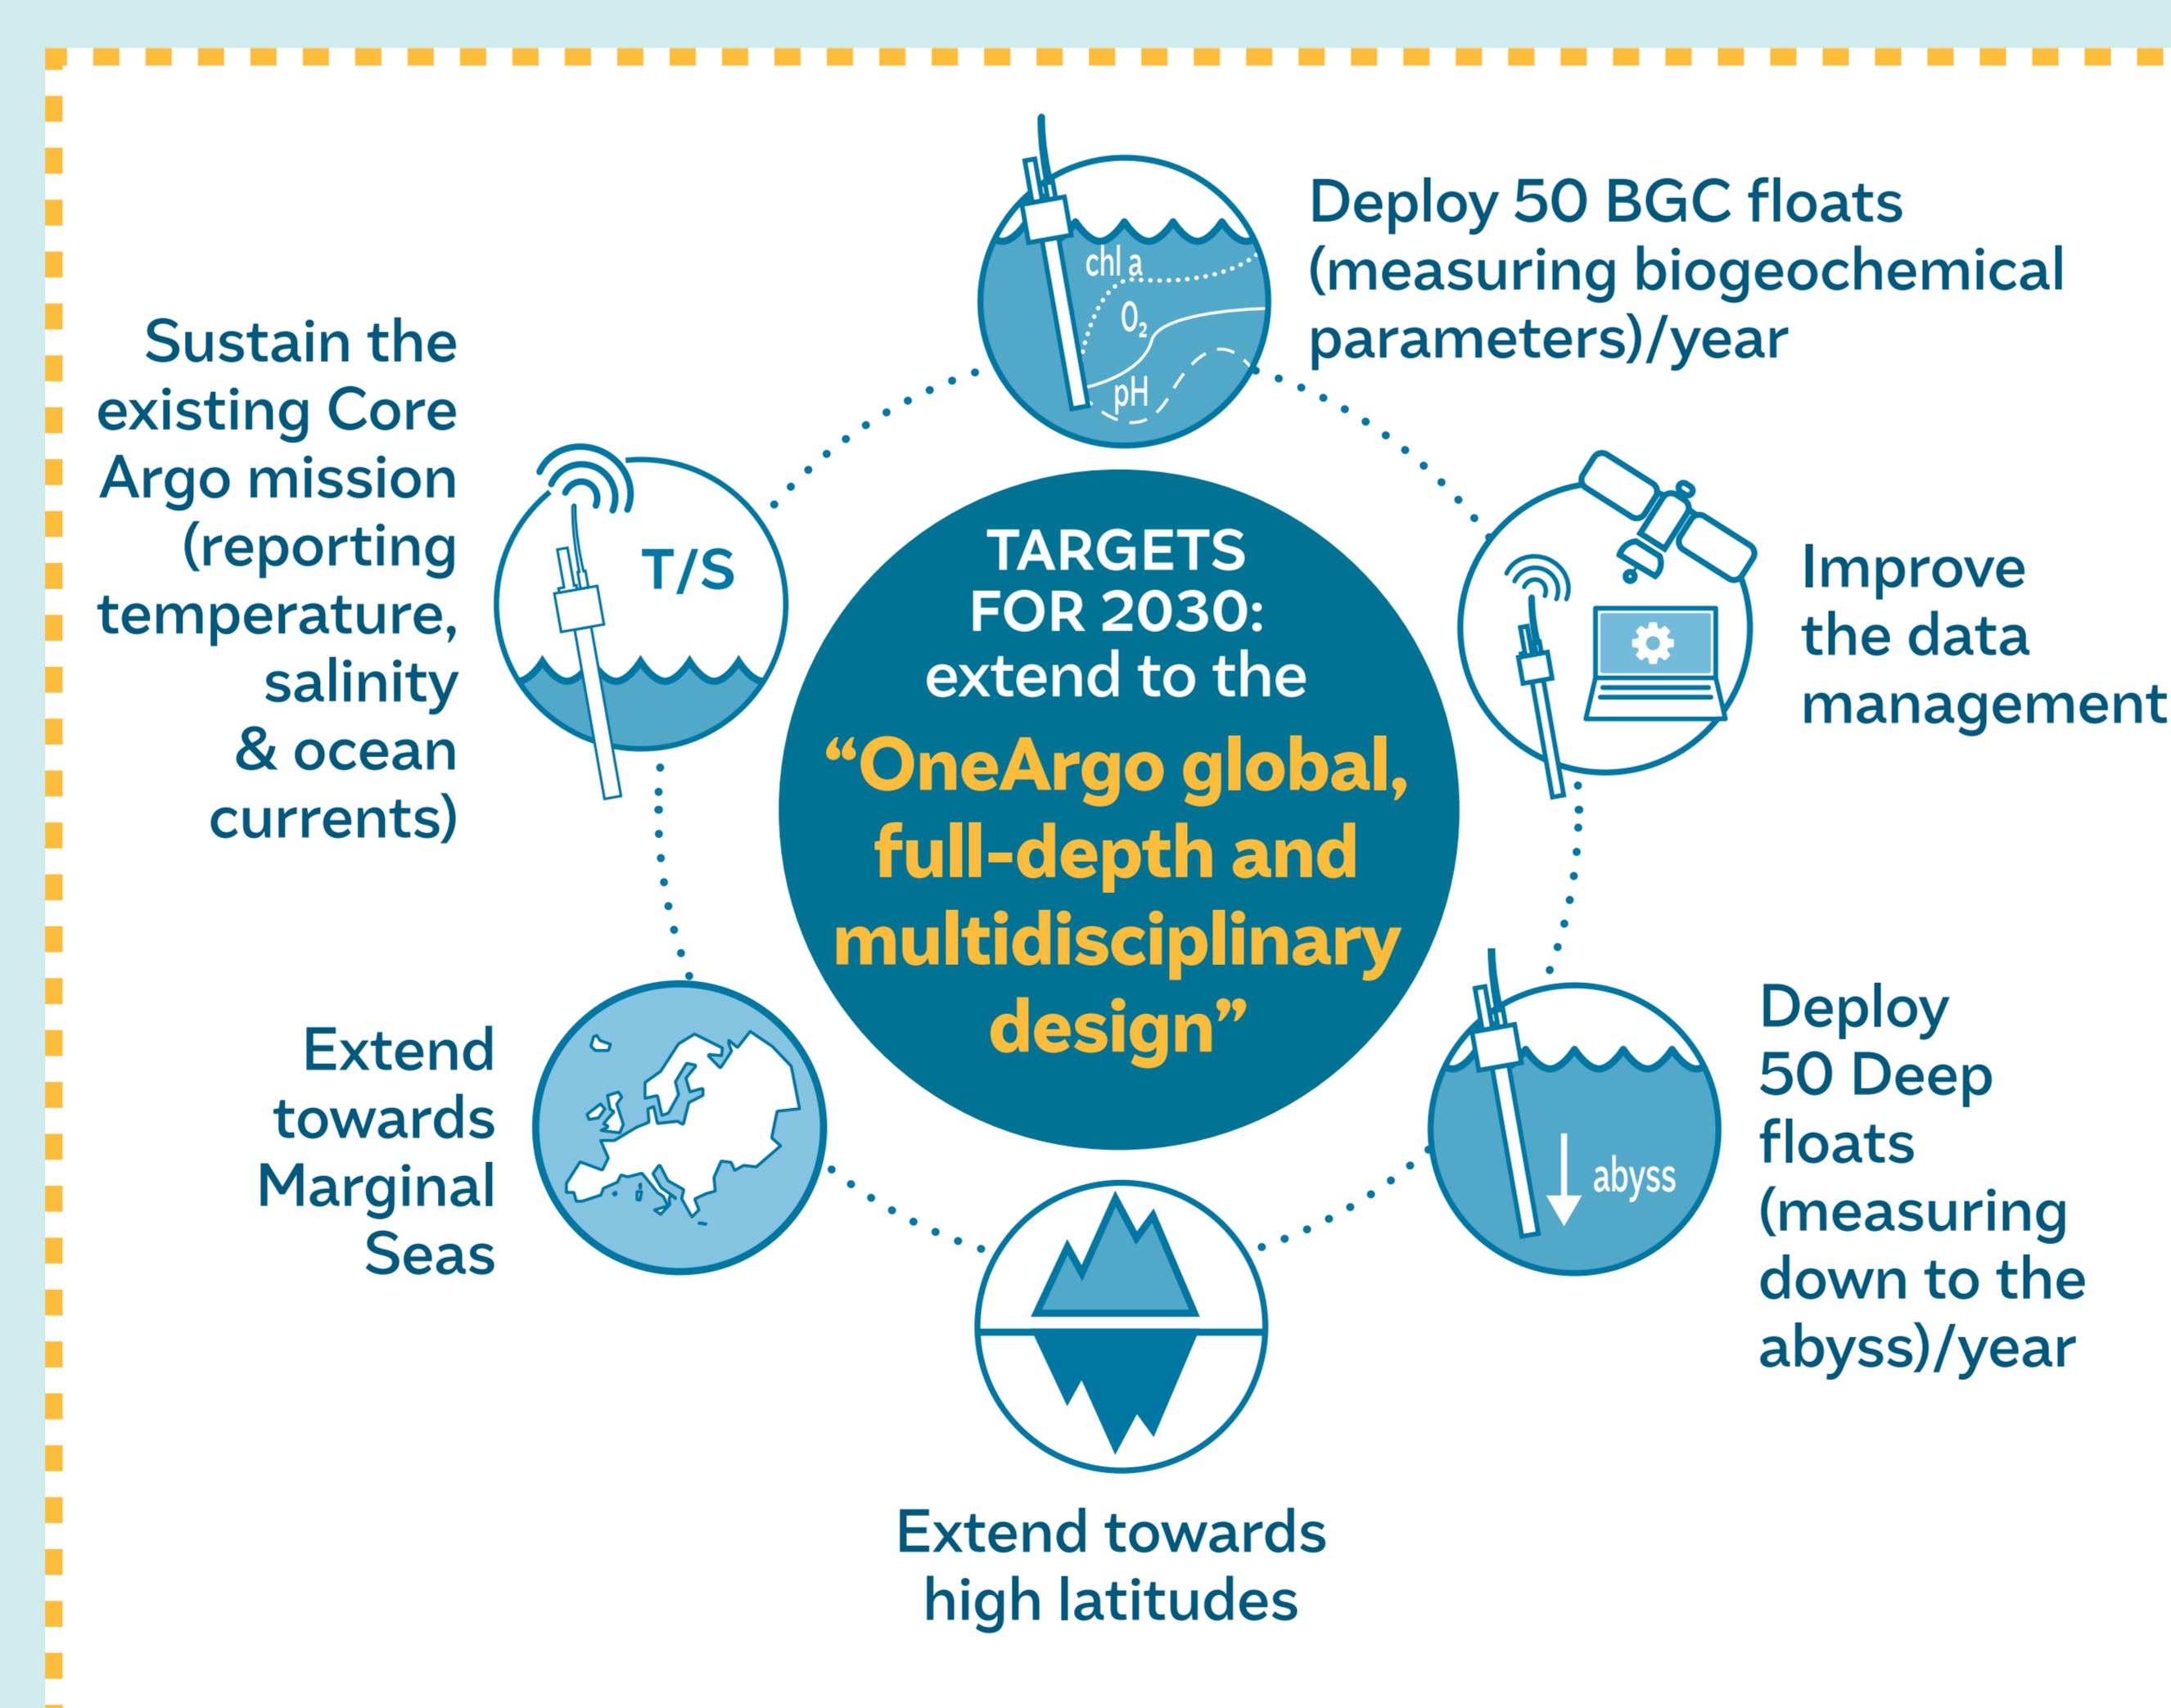 Deploy 50 BGC floats
(measuring biogeochemical
parameters)/year
chl a
O₂
pH
Sustain the
existing Core
Argo mission
(reporting
temperature,
salinity
& ocean
currents)
T/S
TARGETS
FOR 2030:
extend to the
“OneArgo global,
full-depth and
multidisciplinary
design”
Improve
the data
management
Extend
towards
Marginal
Seas
Deploy
50 Deep
floats
(measuring
down to the
abyss)/year
abyss
Extend towards
high latitudes